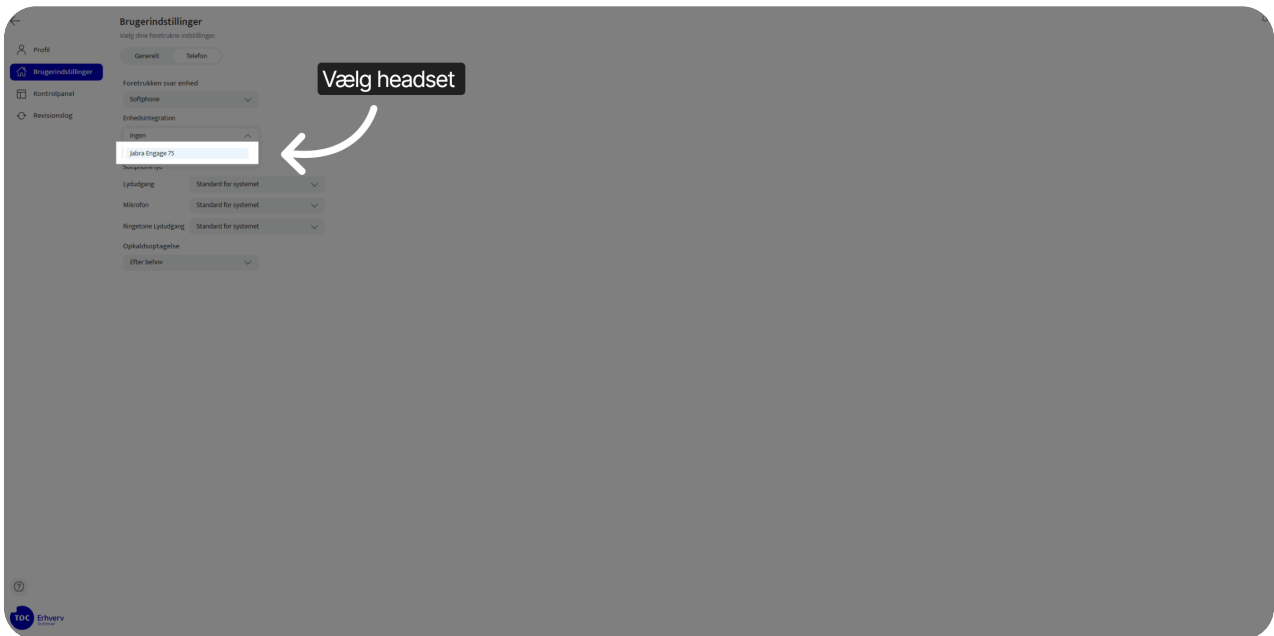 Brugerindstillinger
Vælg dine foretrukne indstillinger.
Profil
Generelt Telefon
Brugerindstillinger
Foretrukken svar enhed
Vælg headset
Kontrolpanel
Softphone
Revisionslog
Enhedsintegration
Ingen
Jabra Engage 75
Lydudgang Standard for systemet
Mikrofon Standard for systemet
Ringetone Lydudgang Standard for systemet
Opkaldsoptagelse
Efter behov
TOC Erhverv